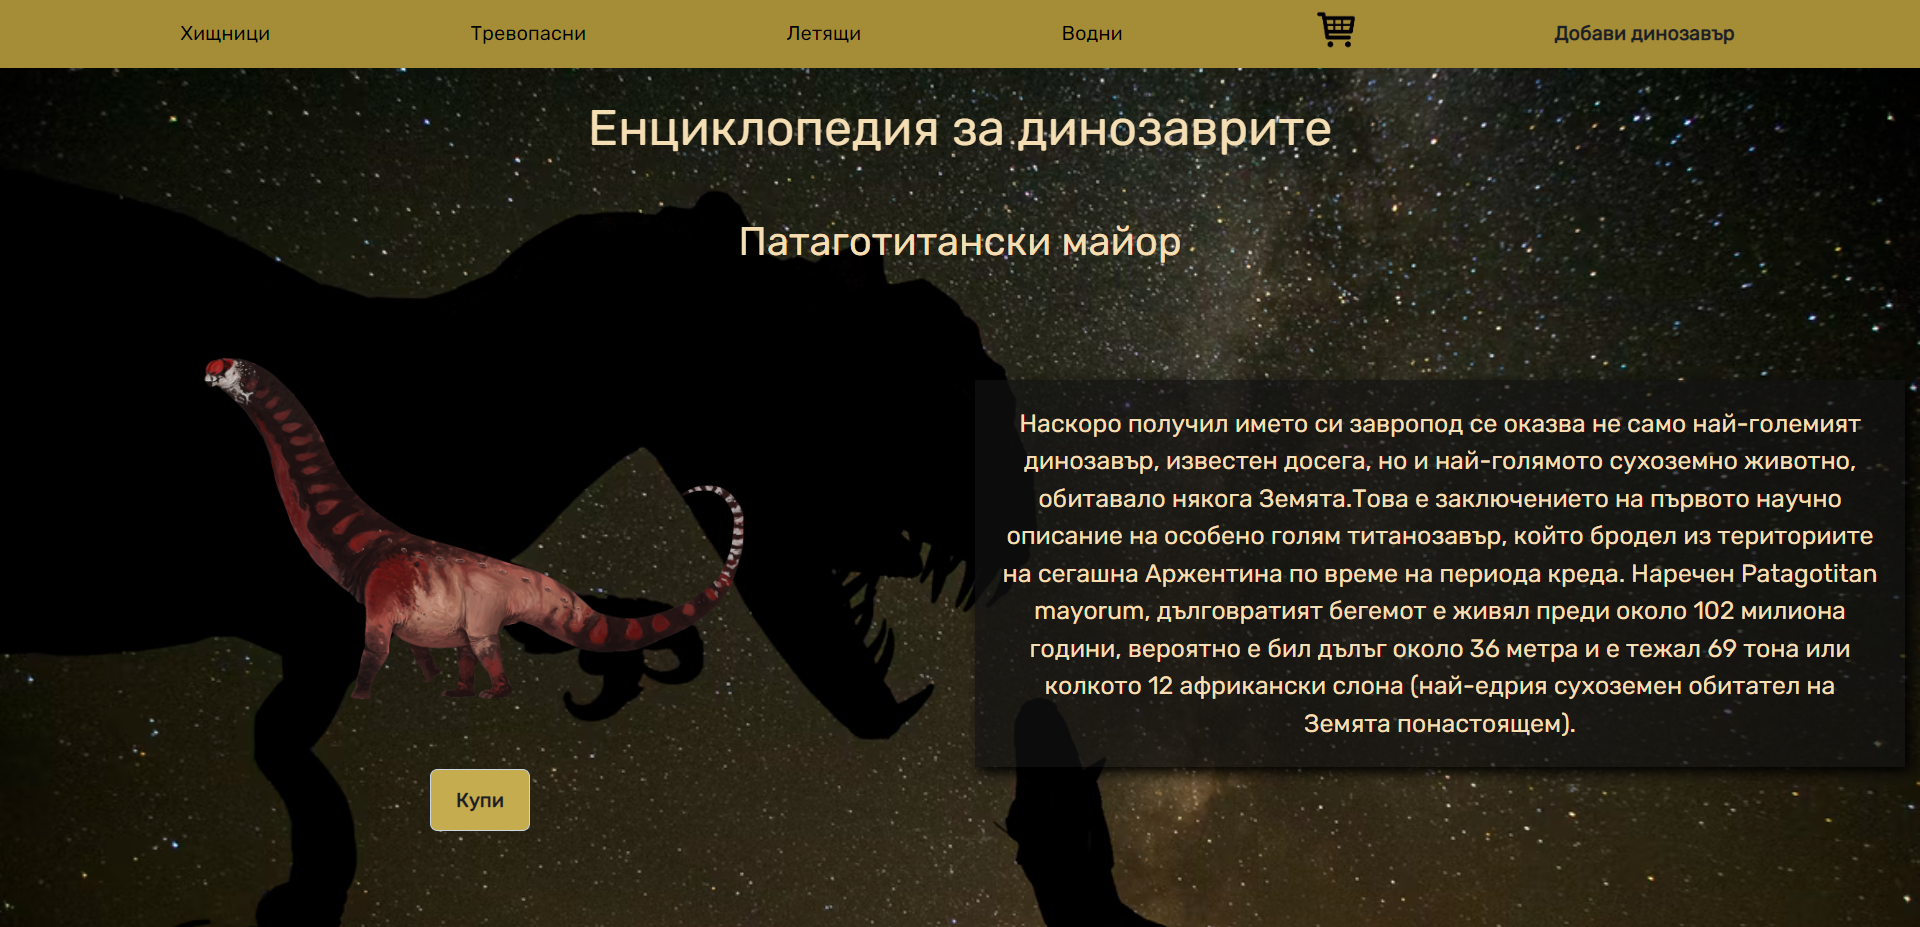 Хищници Тревопасни Летящи Водни Добави динозавър
Енциклопедия за динозаврите
Патаготитански майор
Наскоро получил името си завропод се оказва не само най-големият
динозавър, известен досега, но и най-голямото сухоземно животно,
обитавало някога Земята.Това е заключението на първото научно
описание на особено голям титанозавър, който бродел из териториите
на сегашна Аржентина по време на периода креда. Наречен Patagotitan
mayorum, дълговратият бегемот е живял преди около 102 милиона
години, вероятно е бил дълъг около 36 метра и е тежал 69 тона или
колкото 12 африкански слона (най-едрия сухоземен обитател на
Земята понастоящем).
Купи